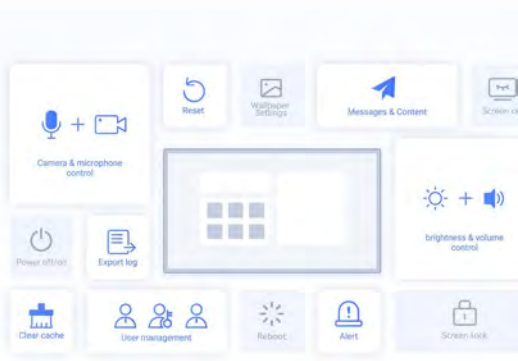 Reset
Wallpaper
Settings
Messages & Content
Screen
Camera & microphone
control
brightness & volume
control
Power off/on
Export log
Clear cache
User management
Reboot
Alert
Screen lock